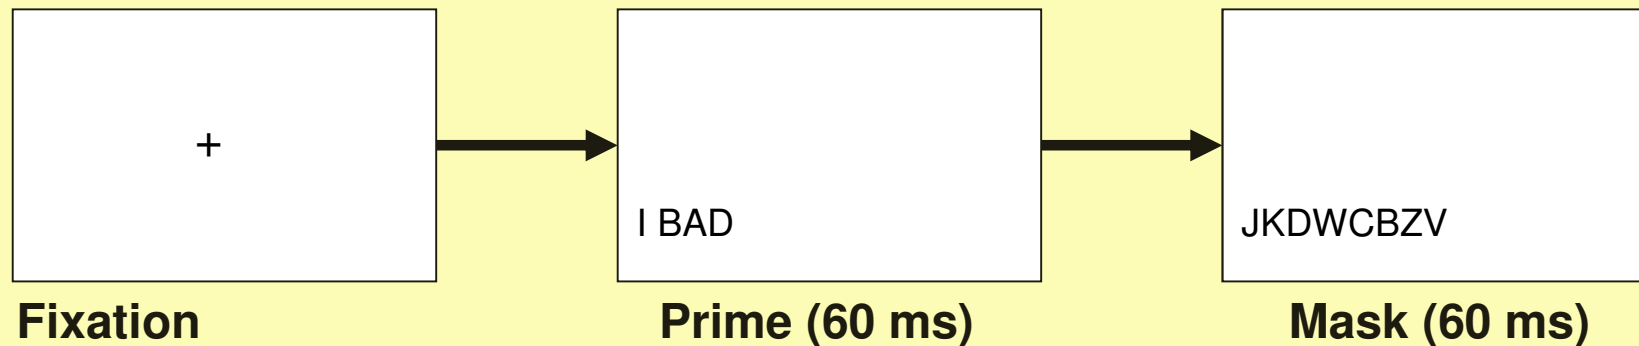 +
I BAD
JKDWCBZV
Fixation
Prime (60 ms)
Mask (60 ms)